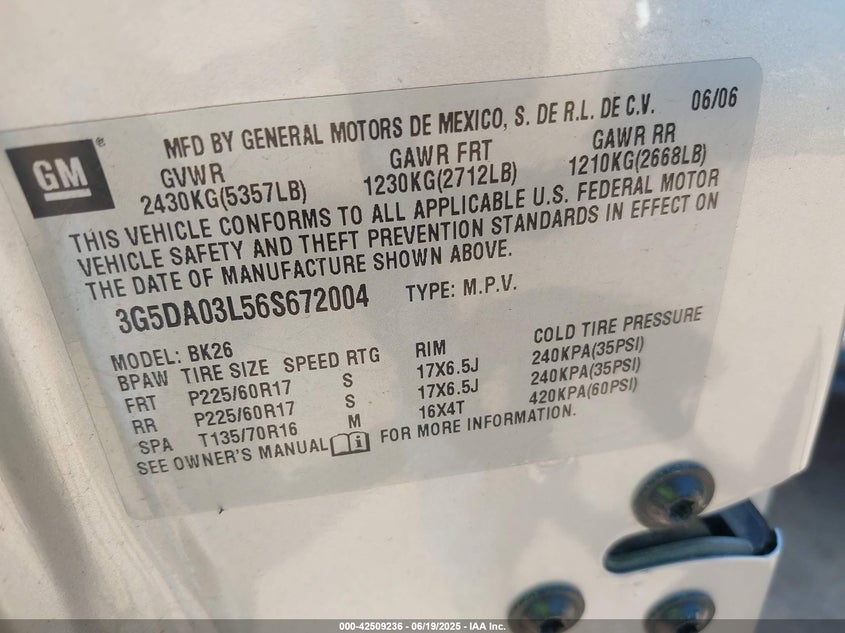 GM®
MFD BY GENERAL MOTORS DE MEXICO, S. DE R.L. DE C.V. 06/06
GVWR GAWR FRT GAWR RR
2430KG(5357LB) 1230KG(2712LB) 1210KG(2668LB)
THIS VEHICLE CONFORMS TO ALL APPLICABLE U.S. FEDERAL MOTOR
VEHICLE SAFETY AND THEFT PREVENTION STANDARDS IN EFFECT ON
THE DATE OF MANUFACTURE SHOWN ABOVE.
3G5DA03L56S672004 TYPE: M.P.V.
MODEL: BK26
BPAW TIRE SIZE SPEED RTG RIM COLD TIRE PRESSURE
FRT P225/60R17 S 17X6.5J 240KPA(35PSI)
RR P225/60R17 S 17X6.5J 240KPA(35PSI)
SPA T135/70R16 M 16X4T 420KPA(60PSI)
SEE OWNER'S MANUAL FOR MORE INFORMATION.
000-42509236 - 06/19/2025 - IAA Inc.